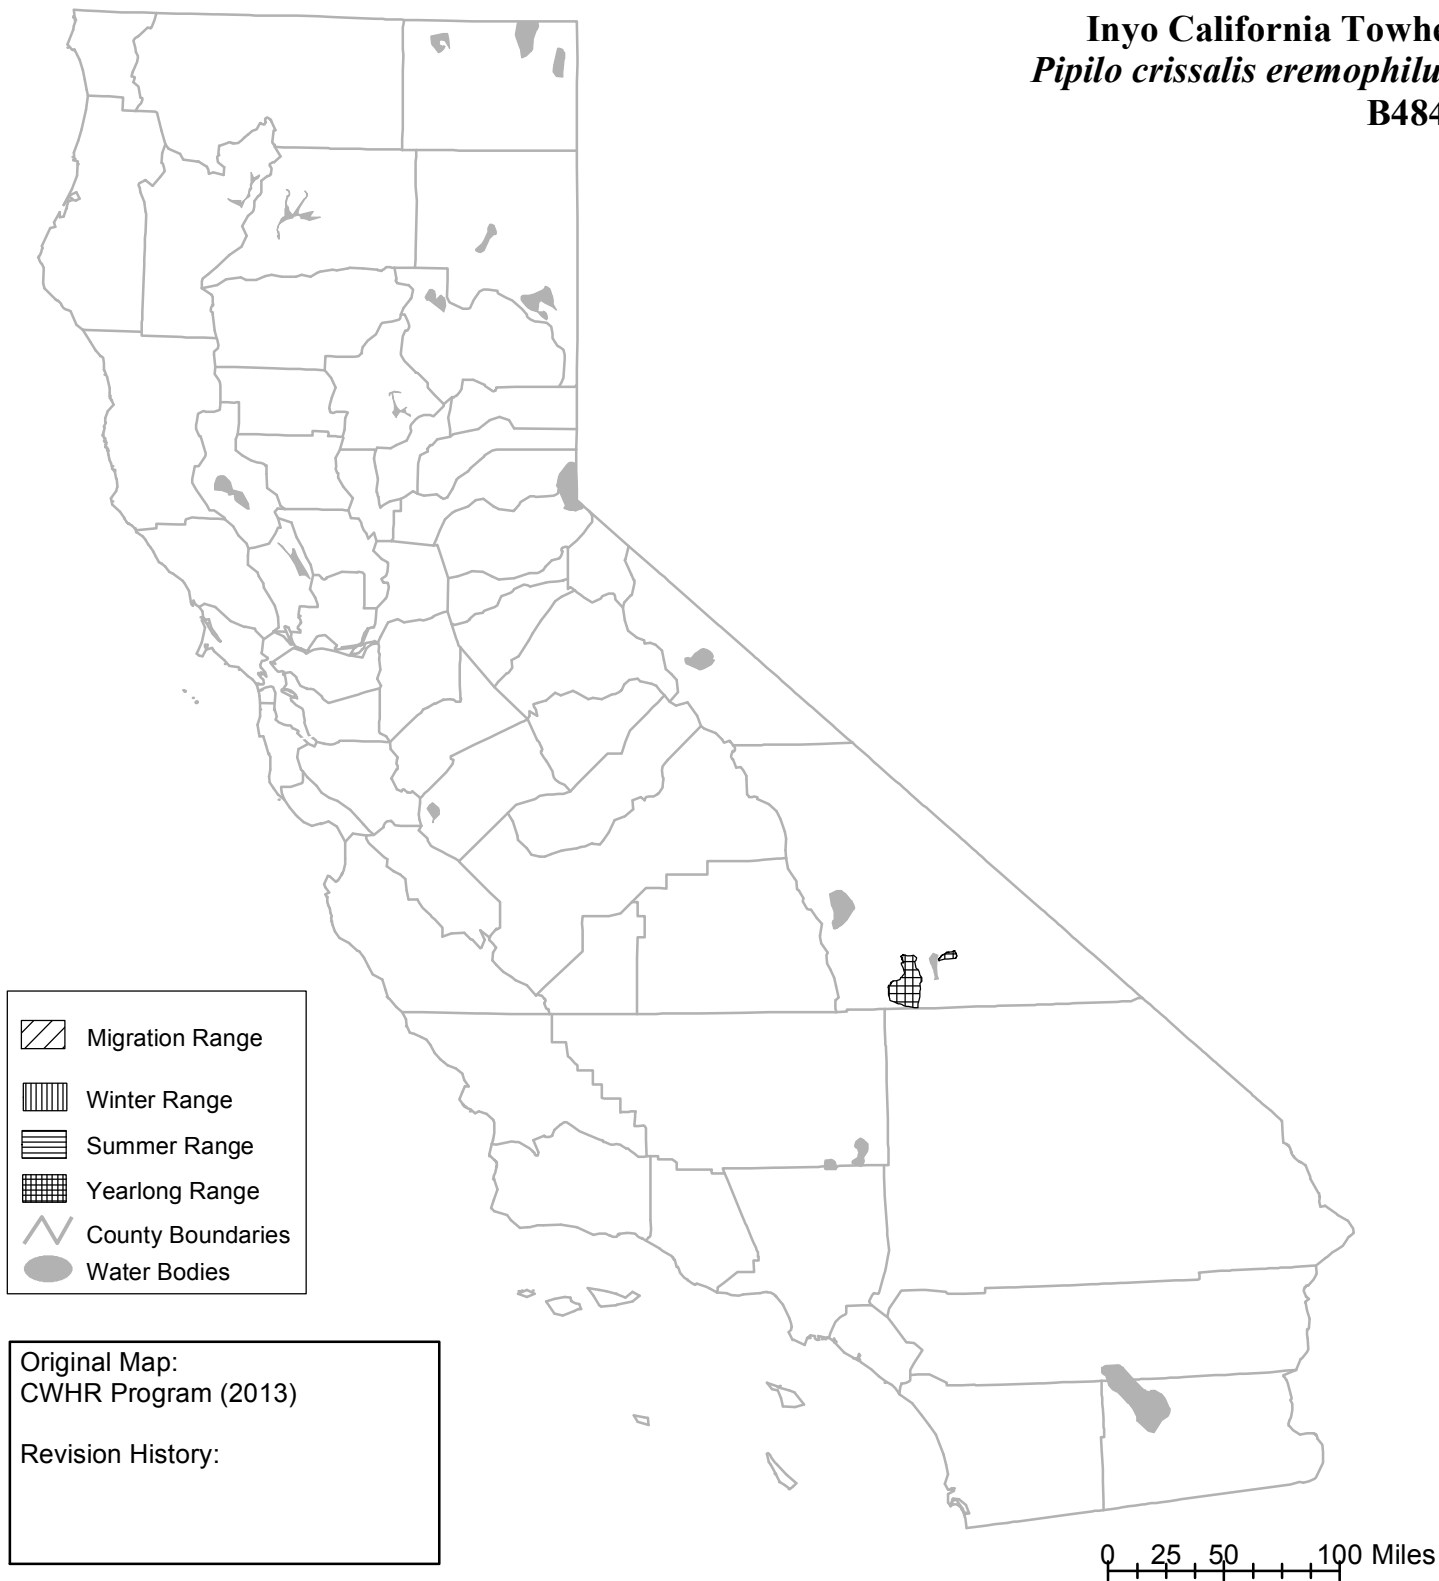 Inyo California Towhe
Pipilo crissalis eremophilu
B484
Migration Range
Winter Range
Summer Range
Yearlong Range
County Boundaries
Water Bodies
Original Map:
CWHR Program (2013)
Revision History:
0 25 50 100 Miles